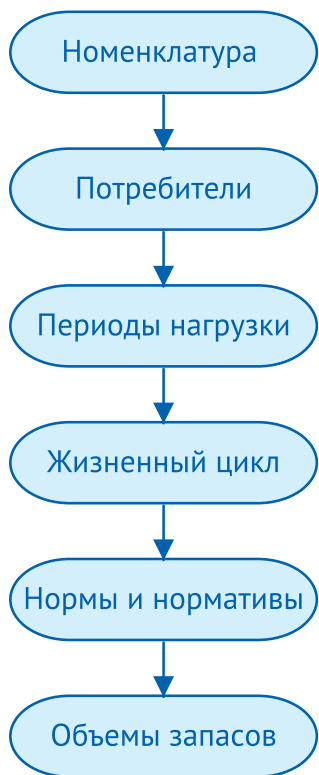 Номенклатура
Потребители
Периоды нагрузки
Жизненный цикл
Нормы и нормативы
Объемы запасов